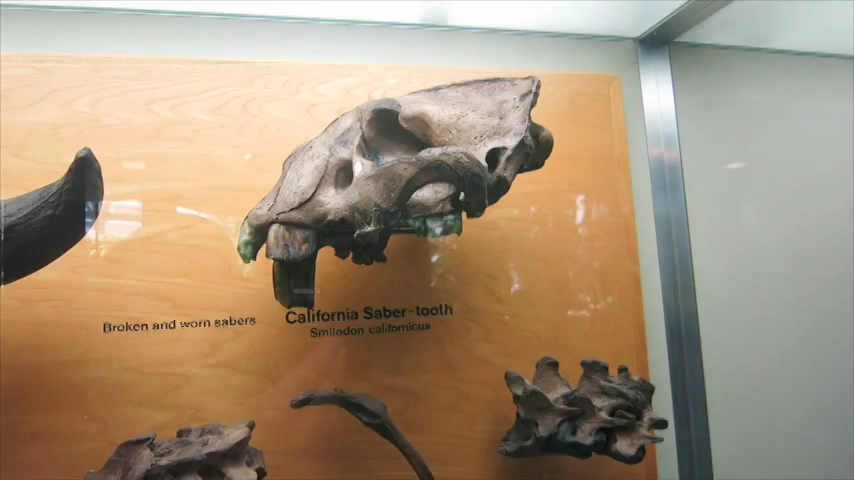 Broken and worn sabers
California Saber-tooth
Smilodon californicus